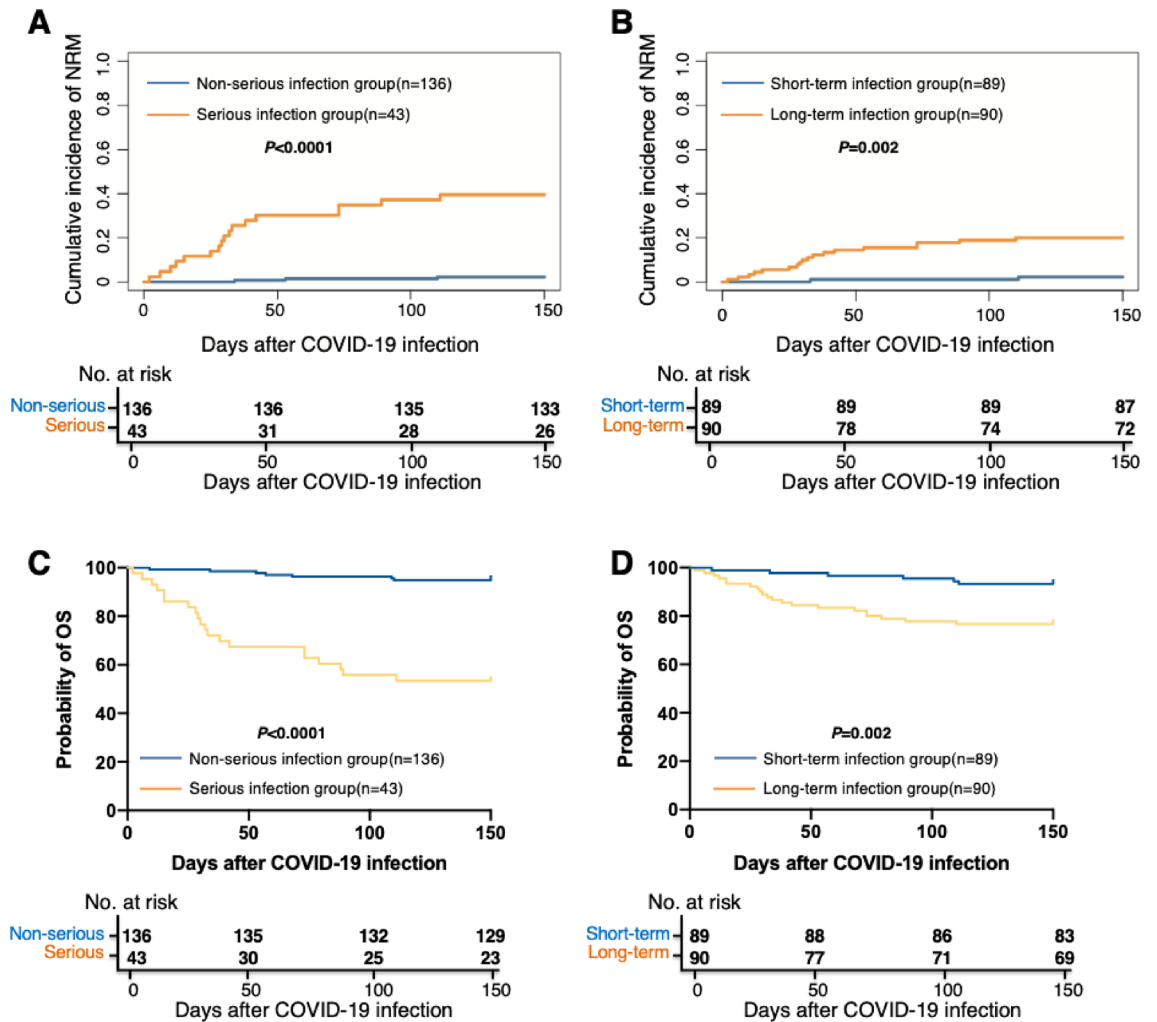 A
Cumulative incidence of NRM
1.0
0.8
0.6
0.4
0.2
0
Non-serious infection group(n=136)
Serious infection group(n=43)
P<0.0001
0 50 100 150
Days after COVID-19 infection
No. at risk
Non-serious 136 136 135 133
Serious 43 31 28 26
0 50 100 150
Days after COVID-19 infection
B
Cumulative incidence of NRM
1.0
0.8
0.6
0.4
0.2
0
Short-term infection group(n=89)
Long-term infection group(n=90)
P=0.002
0 50 100 150
Days after COVID-19 infection
No. at risk
Short-term 89 89 89 87
Long-term 90 78 74 72
0 50 100 150
Days after COVID-19 infection
C
Probability of OS
100
80
60
40
20
0
P<0.0001
Non-serious infection group(n=136)
Serious infection group(n=43)
0 50 100 150
Days after COVID-19 infection
No. at risk
Non-serious 136 135 132 129
Serious 43 30 25 23
0 50 100 150
Days after COVID-19 infection
D
Probability of OS
100
80
60
40
20
0
P=0.002
Short-term infection group(n=89)
Long-term infection group(n=90)
0 50 100 150
Days after COVID-19 infection
No. at risk
Short-term 89 88 86 83
Long-term 90 77 71 69
0 50 100 150
Days after COVID-19 infection